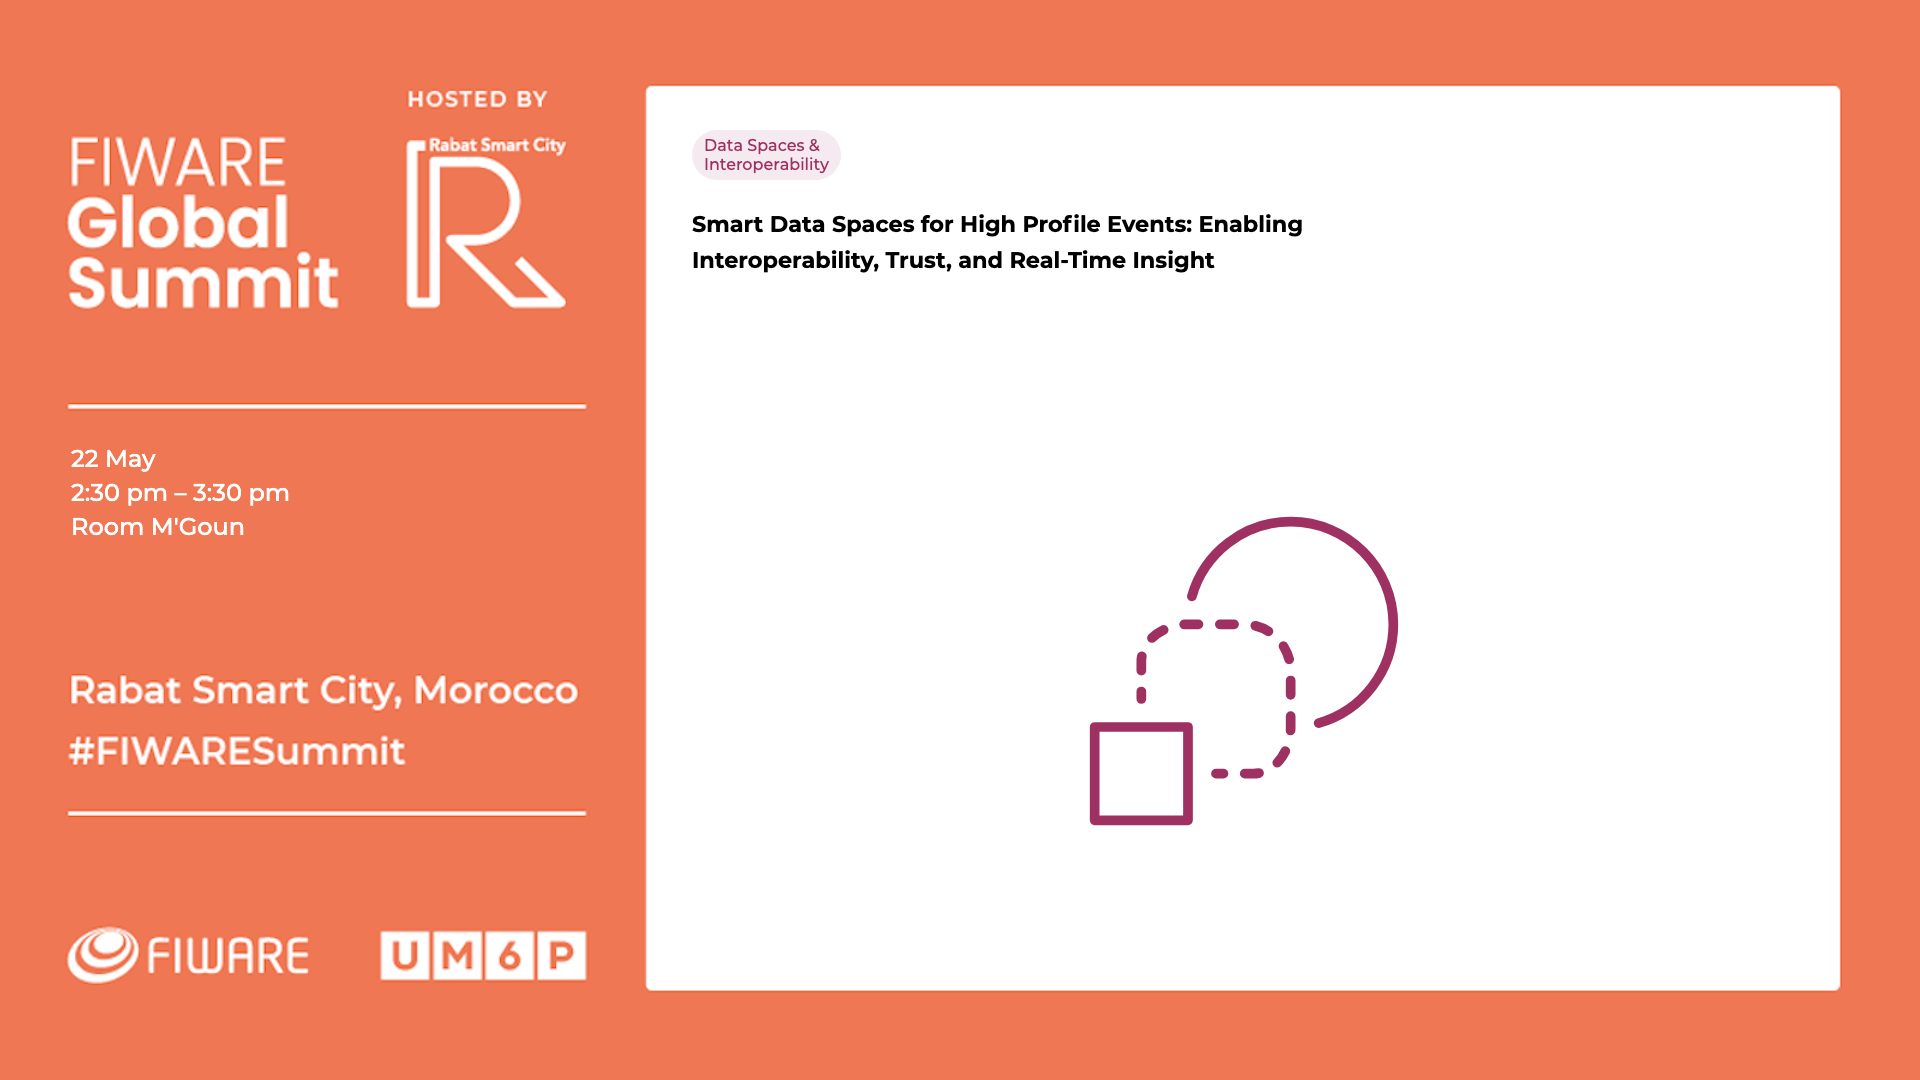 HOSTED BY
FIWARE
Global
Summit
Rabat Smart City
R
22 May
2:30 pm – 3:30 pm
Room M'Goun
Rabat Smart City, Morocco
#FIWARESummit
FIWARE
UM6P
Data Spaces &
Interoperability
Smart Data Spaces for High Profile Events: Enabling
Interoperability, Trust, and Real-Time Insight